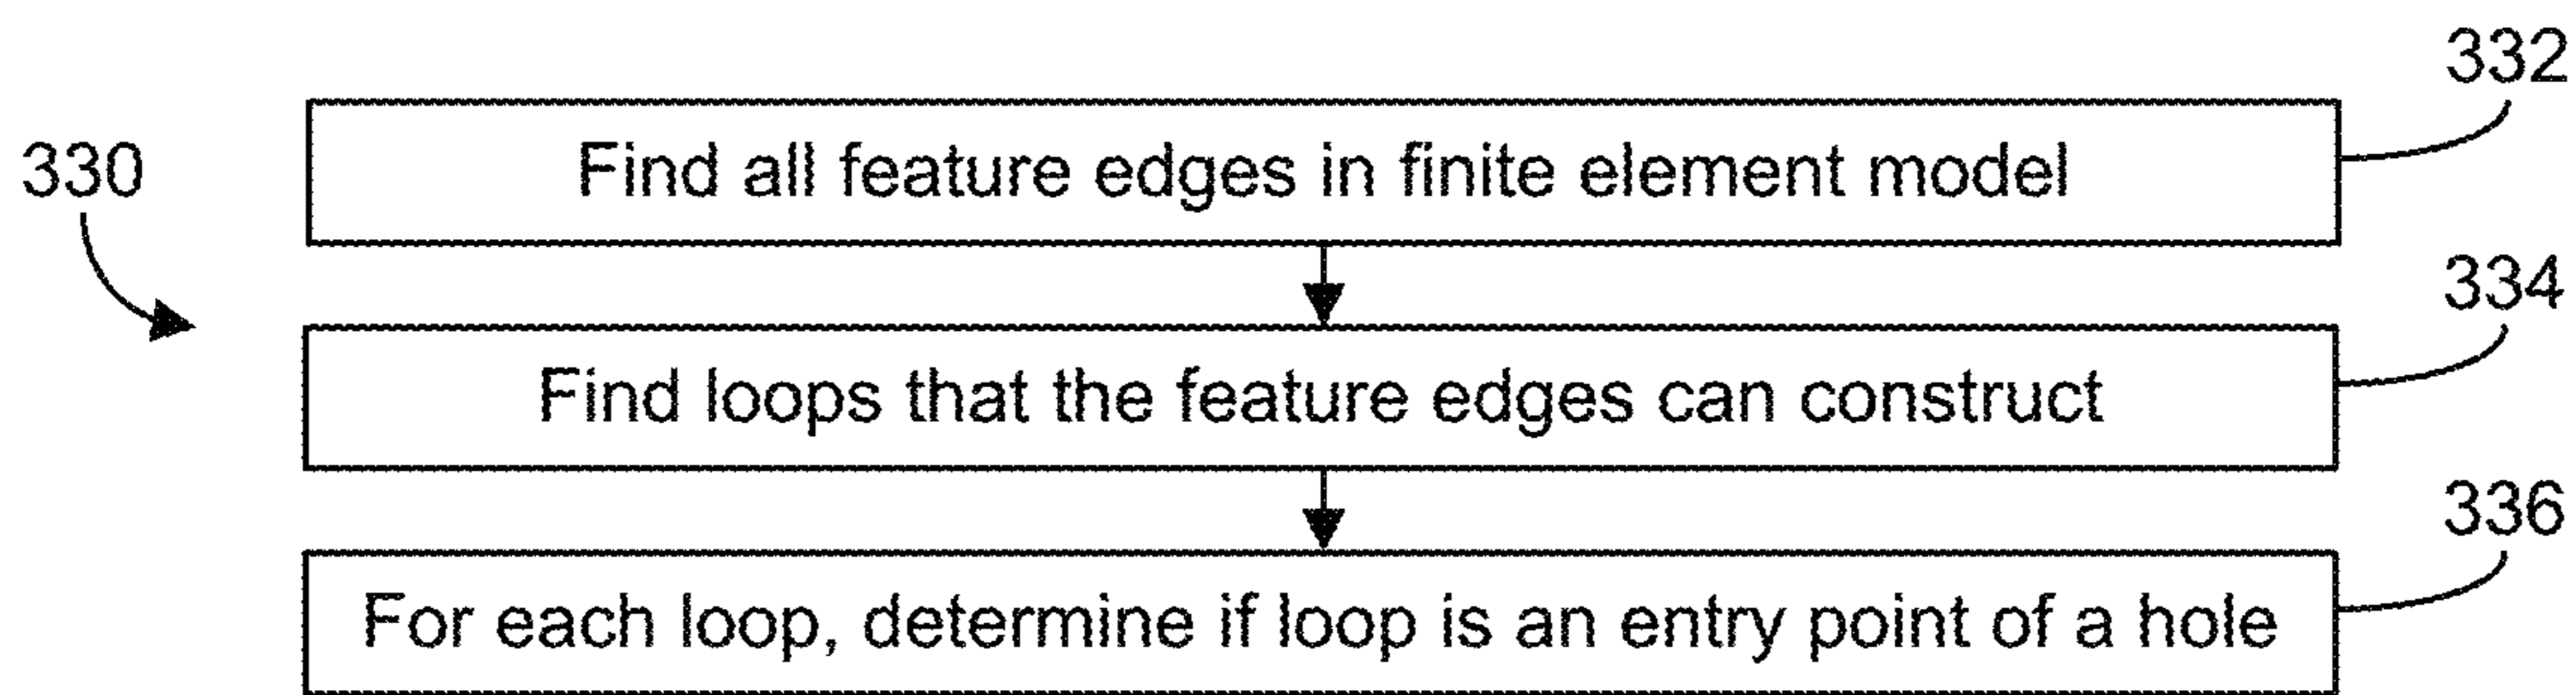 332
Find all feature edges in finite element model
330
334
Find loops that the feature edges can construct
336
For each loop, determine if loop is an entry point of a hole